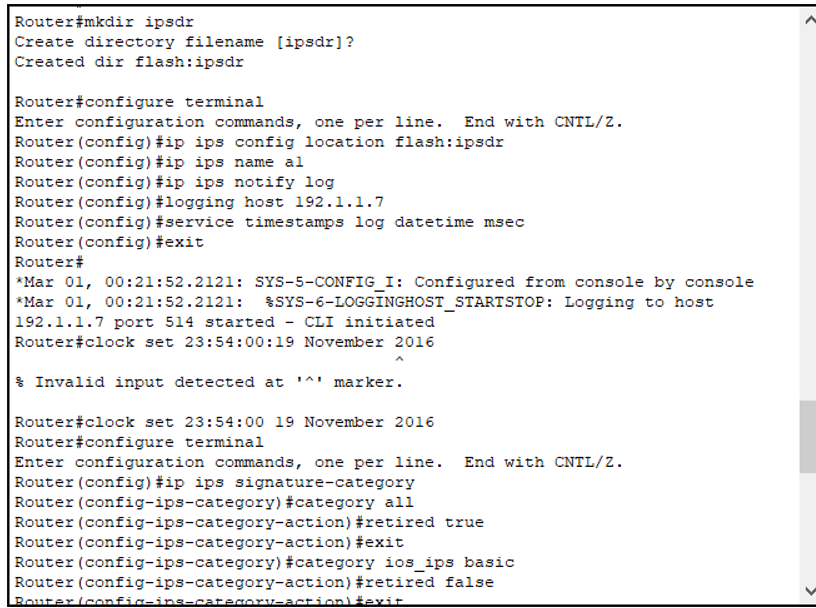 Router#mkdir ipsdr
Create directory filename [ipsdr]?
Created dir flash:ipsdr
Router#configure terminal
Enter configuration commands, one per line.  End with CNTL/Z.
Router(config)#ip ips config location flash:ipsdr
Router(config)#ip ips name a1
Router(config)#ip ips notify log
Router(config)#logging host 192.1.1.7
Router(config)#service timestamps log datetime msec
Router(config)#exit
Router#
*Mar 01, 00:21:52.2121: SYS-5-CONFIG_I: Configured from console by console
*Mar 01, 00:21:52.2121:  %SYS-6-LOGGINGHOST_STARTSTOP: Logging to host
192.1.1.7 port 514 started - CLI initiated
Router#clock set 23:54:00:19 November 2016
^
% Invalid input detected at '^' marker.
Router#clock set 23:54:00 19 November 2016
Router#configure terminal
Enter configuration commands, one per line.  End with CNTL/Z.
Router(config)#ip ips signature-category
Router(config-ips-category)#category all
Router(config-ips-category-action)#retired true
Router(config-ips-category-action)#exit
Router(config-ips-category)#category ios_ips basic
Router(config-ips-category-action)#retired false
Router(config-ips-category-action)#exit